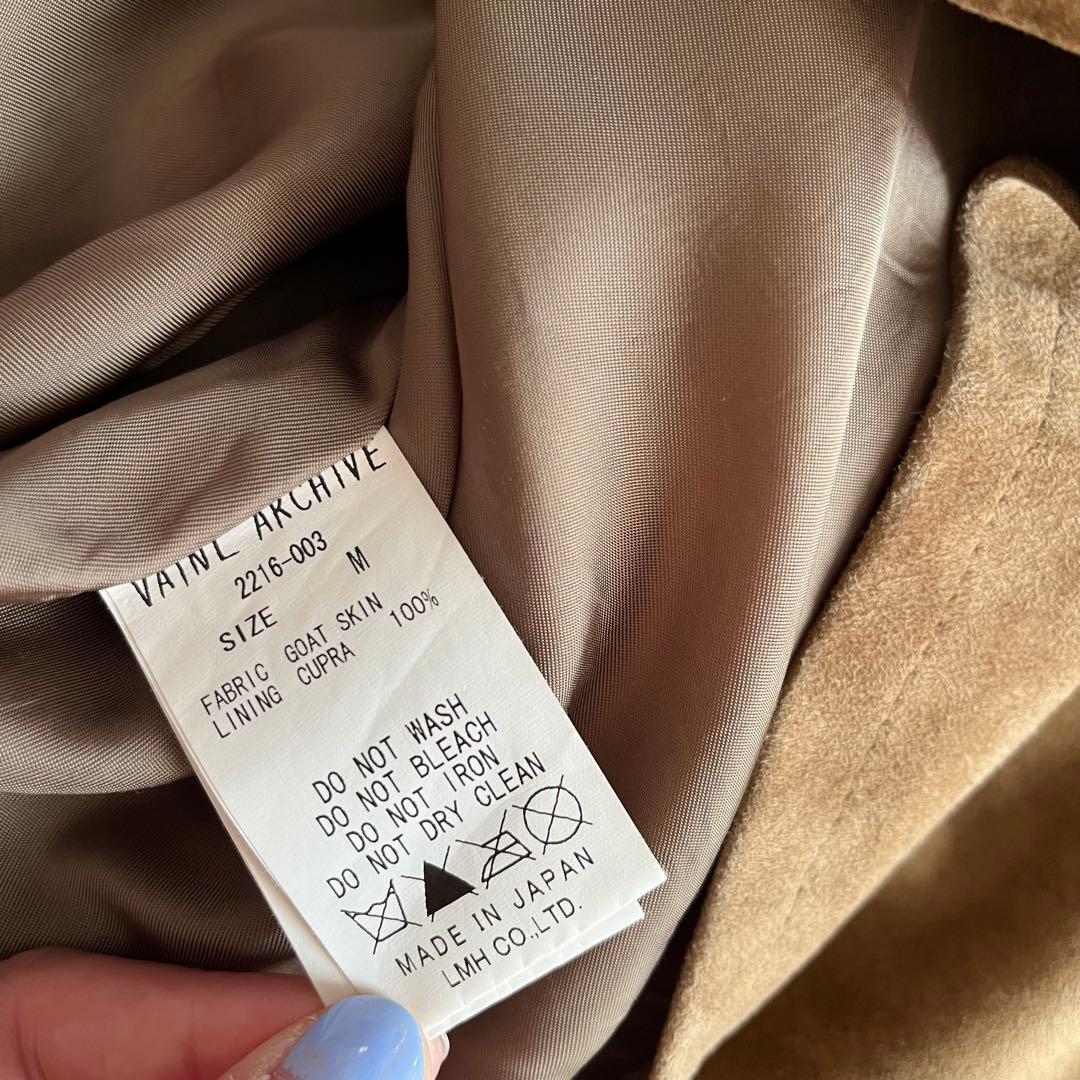 VAINL ARCHIVE
2216-003
SIZE M
FABRIC GOAT SKIN
LINING CUPRA 100%
DO NOT WASH
DO NOT BLEACH
DO NOT IRON
DO NOT DRY CLEAN
MADE IN JAPAN
LMH CO.,LTD.